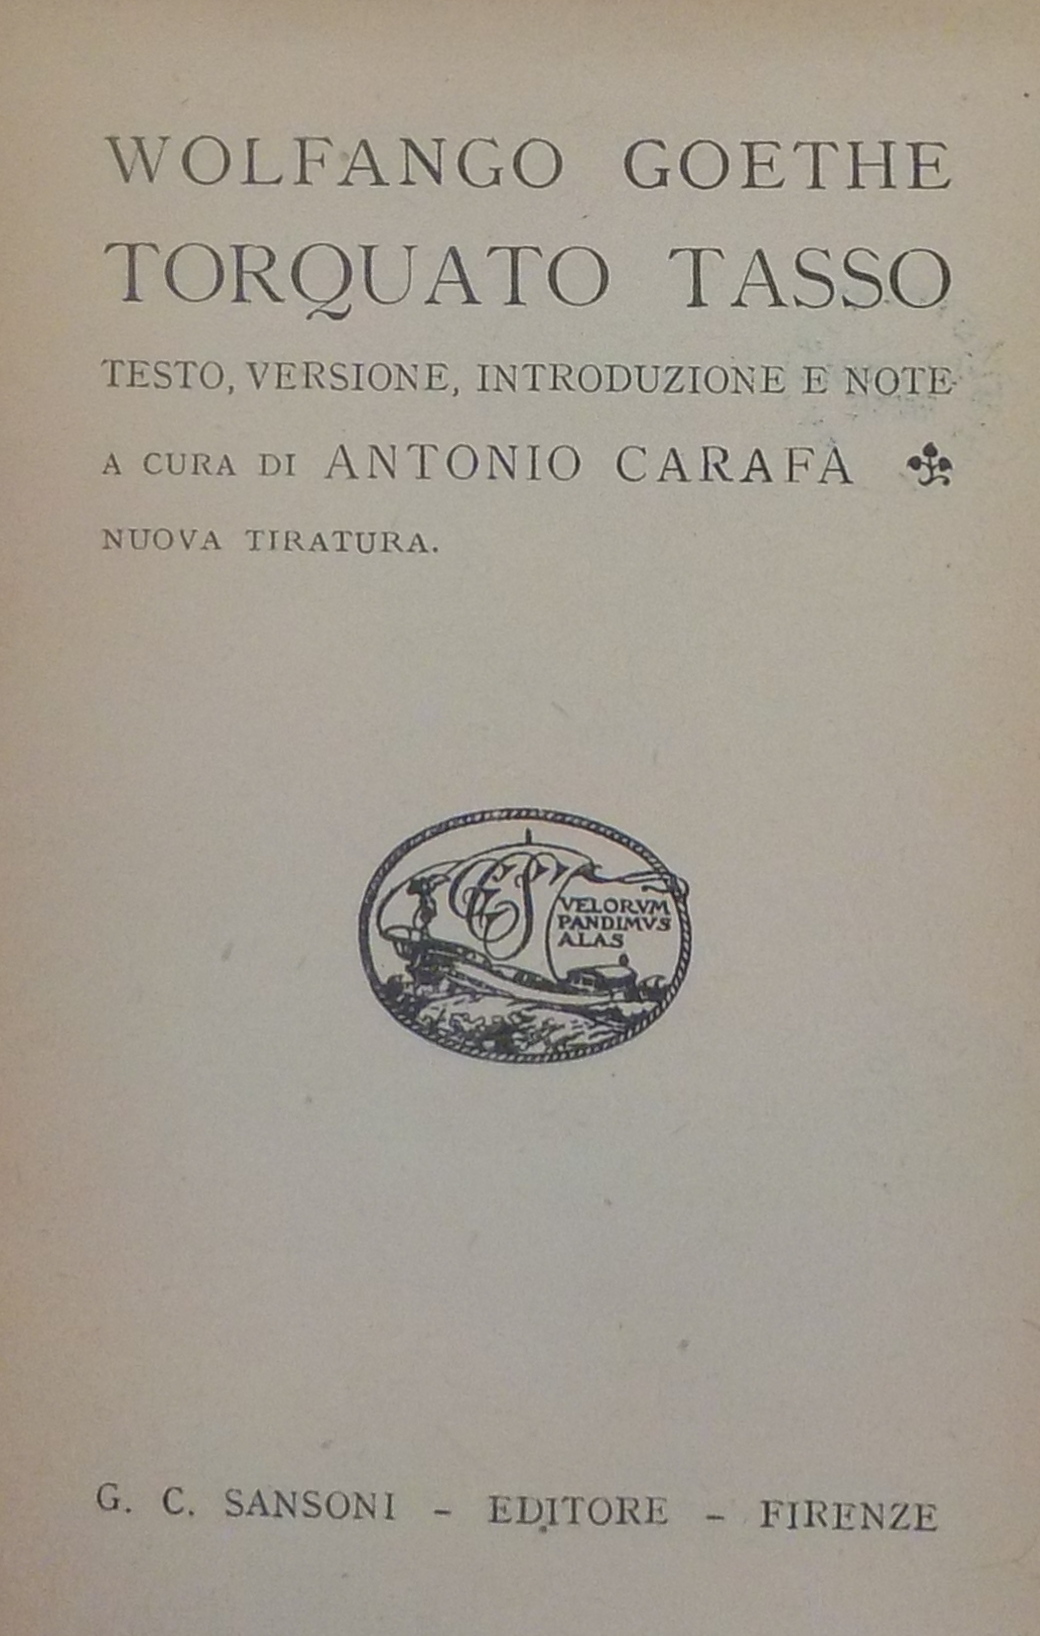 WOLFANGO GOETHE
TORQUATO TASSO
TESTO, VERSIONE, INTRODUZIONE E NOTE
A CURA DI ANTONIO CARAFA
NUOVA TIRATURA.
VELORVM
PANDIMVS
ALAS
G. C. SANSONI - EDITORE - FIRENZE